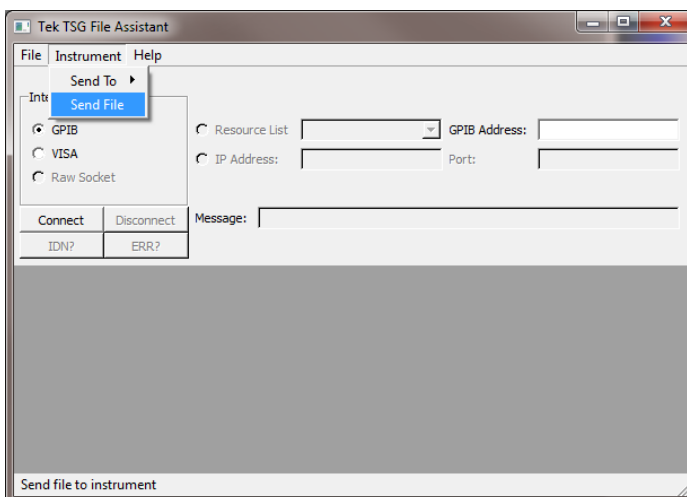 Tek TSG File Assistant
File Instrument Help
Send To
Send File
GPIB
Resource List
GPIB Address:
VISA
IP Address:
Port:
Raw Socket
Connect Disconnect
Message:
IDN? ERR?
Send file to instrument